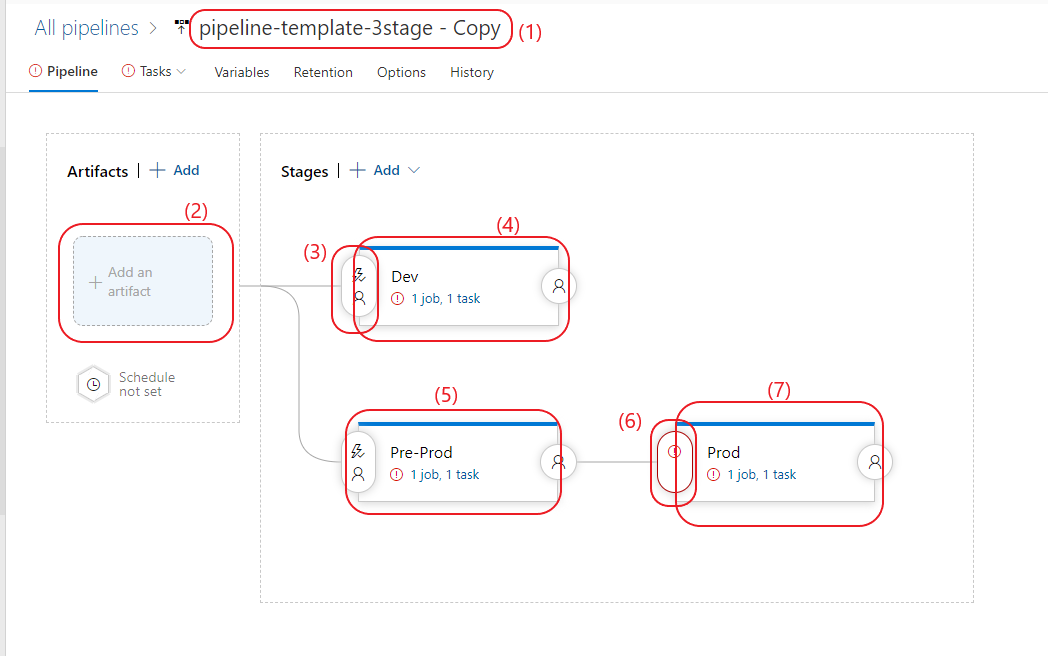 All pipelines > pipeline-template-3stage - Copy (1)
Pipeline Tasks Variables Retention Options History
Artifacts | + Add
Stages | + Add
(2)
(3)
(4)
+ Add an
artifact
Dev
1 job, 1 task
Schedule
not set
(5)
(6)
(7)
Pre-Prod
1 job, 1 task
Prod
1 job, 1 task